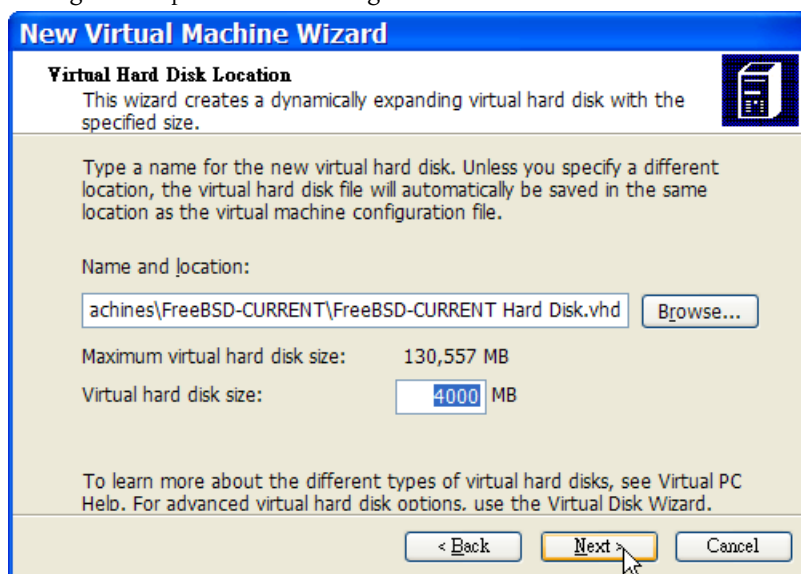 New Virtual Machine Wizard
Virtual Hard Disk Location
This wizard creates a dynamically expanding virtual hard disk with the
specified size.
Type a name for the new virtual hard disk. Unless you specify a different
location, the virtual hard disk file will automatically be saved in the same
location as the virtual machine configuration file.
Name and location:
achines\FreeBSD-CURRENT\FreeBSD-CURRENT Hard Disk.vhd Browse...
Maximum virtual hard disk size: 130,557 MB
Virtual hard disk size: 4000 MB
To learn more about the different types of virtual hard disks, see Virtual PC
Help. For advanced virtual hard disk options, use the Virtual Disk Wizard.
< Back Next > Cancel